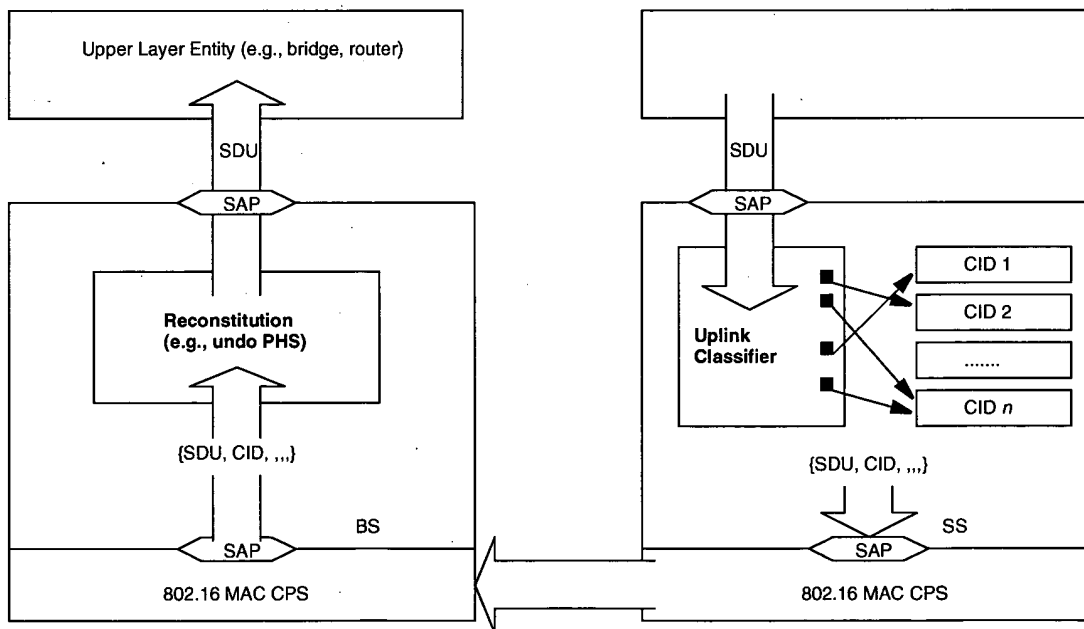 Upper Layer Entity (e.g., bridge, router)
SDU
SAP
Reconstitution
(e.g., undo PHS)
{SDU, CID, ,,,}
BS
SAP
802.16 MAC CPS
SDU
SAP
Uplink
Classifier
CID 1
CID 2
.......
CID n
{SDU, CID, ,,,}
SS
SAP
802.16 MAC CPS